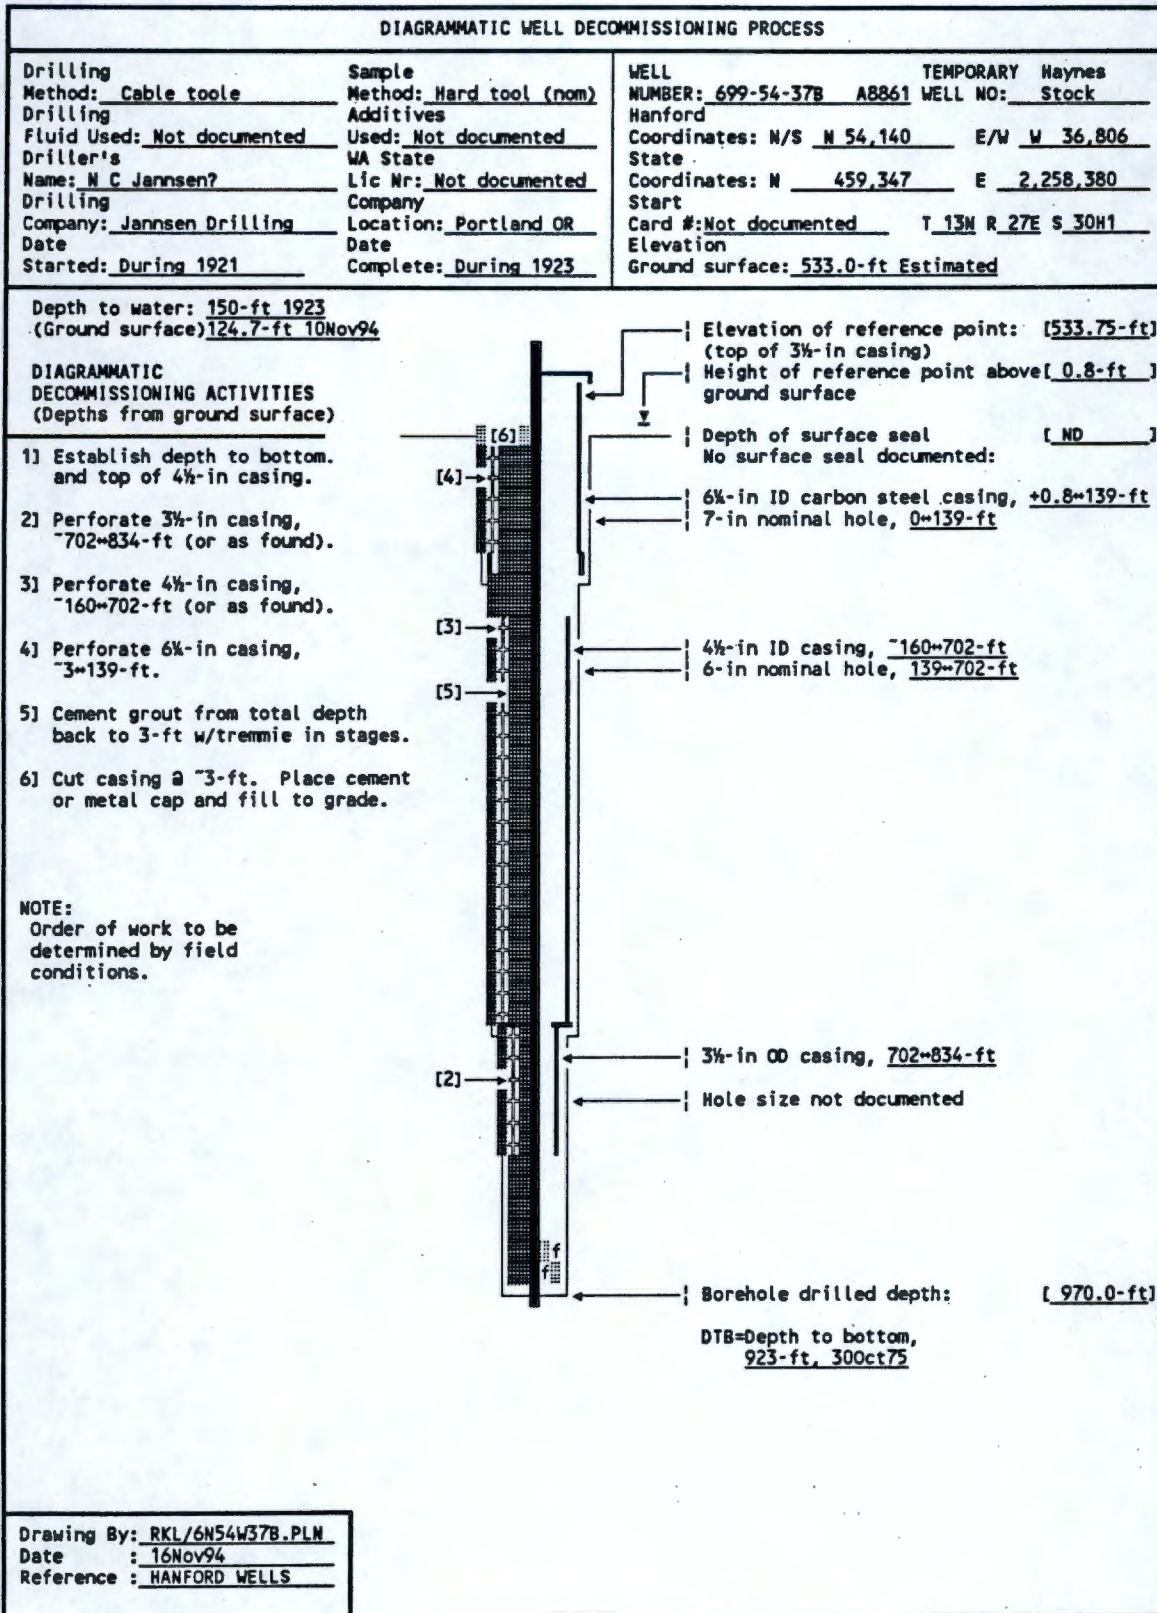 DIAGRAMMATIC WELL DECOMMISSIONING PROCESS
Drilling
Method: Cable toole
Drilling
Fluid Used: Not documented
Driller's
Name: N C Jannsen?
Drilling
Company: Jannsen Drilling
Date
Started: During 1921
Sample
Method: Hard tool (nom)
Additives
Used: Not documented
WA State
Lic Nr: Not documented
Company
Location: Portland OR
Date
Complete: During 1923
WELL TEMPORARY Haynes
NUMBER: 699-54-37B A8861 WELL NO: Stock
Hanford
Coordinates: N/S N 54,140 E/W W 36,806
State
Coordinates: N 459,347 E 2,258,380
Start
Card #: Not documented T 13N R 27E S 30H1
Elevation
Ground surface: 533.0-ft Estimated
Depth to water: 150-ft 1923
(Ground surface) 124.7-ft 10Nov94
DIAGRAMMATIC
DECOMMISSIONING ACTIVITIES
(Depths from ground surface)
1] Establish depth to bottom.
and top of 4½-in casing.
2] Perforate 3½-in casing,
~702↔834-ft (or as found).
3] Perforate 4½-in casing,
~160↔702-ft (or as found).
4] Perforate 6¼-in casing,
~3↔139-ft.
5] Cement grout from total depth
back to 3-ft w/tremmie in stages.
6] Cut casing @ ~3-ft. Place cement
or metal cap and fill to grade.
NOTE:
Order of work to be
determined by field
conditions.
[6]
[4]
[3]
[5]
[2]
f
f
Elevation of reference point: [533.75-ft]
(top of 3½-in casing)
Height of reference point above [ 0.8-ft ]
ground surface
Depth of surface seal [ ND ]
No surface seal documented:
6¼-in ID carbon steel casing, +0.8↔139-ft
7-in nominal hole, 0↔139-ft
4½-in ID casing, ~160↔702-ft
6-in nominal hole, 139↔702-ft
3½-in OD casing, 702↔834-ft
Hole size not documented
Borehole drilled depth: [ 970.0-ft]
DTB=Depth to bottom,
923-ft, 30Oct75
Drawing By: RKL/6N54W37B.PLN
Date : 16Nov94
Reference : HANFORD WELLS